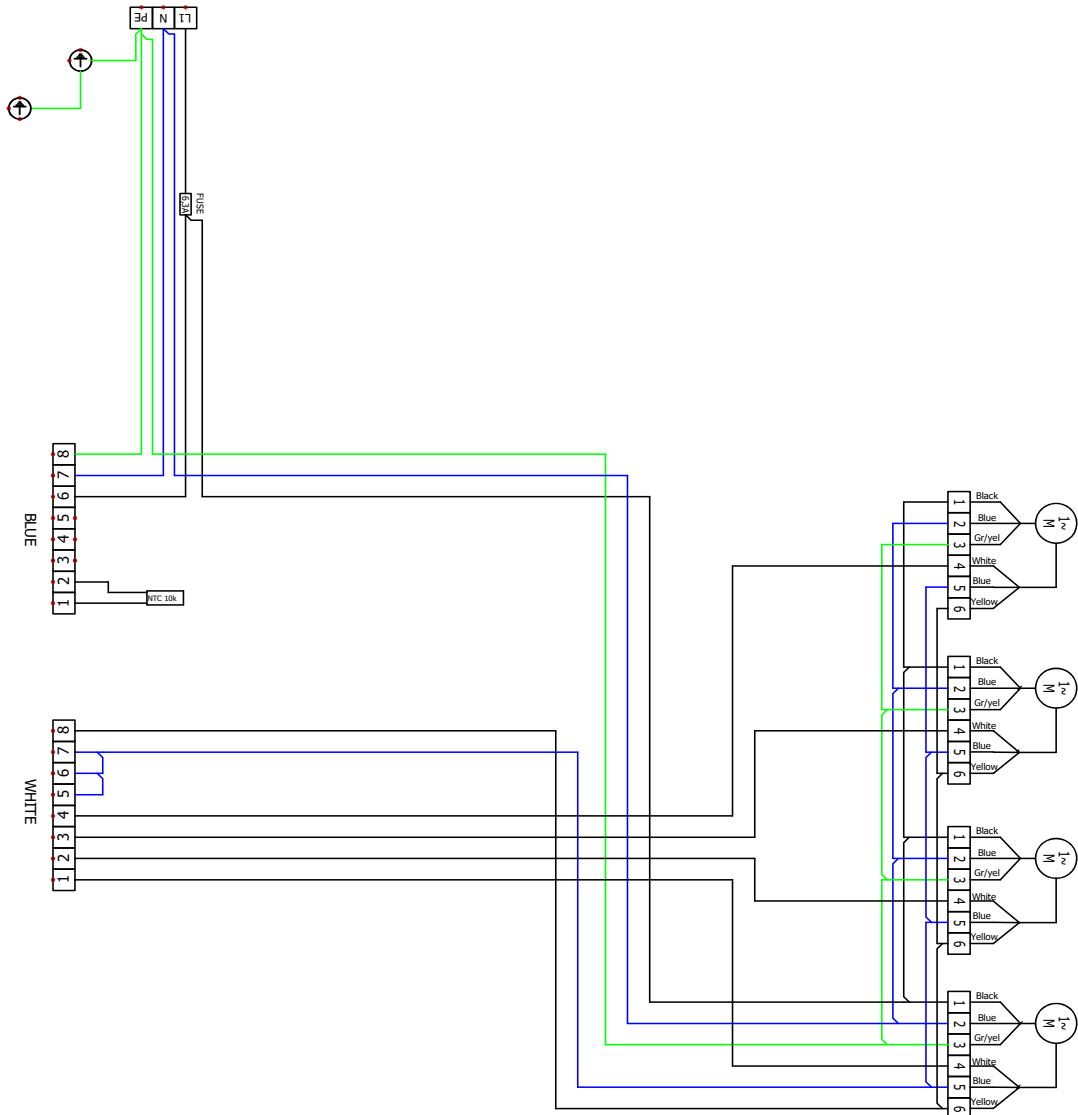 PE N L1
FUSE
6,3A
8
7
6
5
4
3
2
1
BLUE
NTC 10k
8
7
6
5
4
3
2
1
WHITE
1 Black
2 Blue
3 Gr/yel
4 White
5 Blue
6 Yellow
1~
M
1 Black
2 Blue
3 Gr/yel
4 White
5 Blue
6 Yellow
1~
M
1 Black
2 Blue
3 Gr/yel
4 White
5 Blue
6 Yellow
1~
M
1 Black
2 Blue
3 Gr/yel
4 White
5 Blue
6 Yellow
1~
M